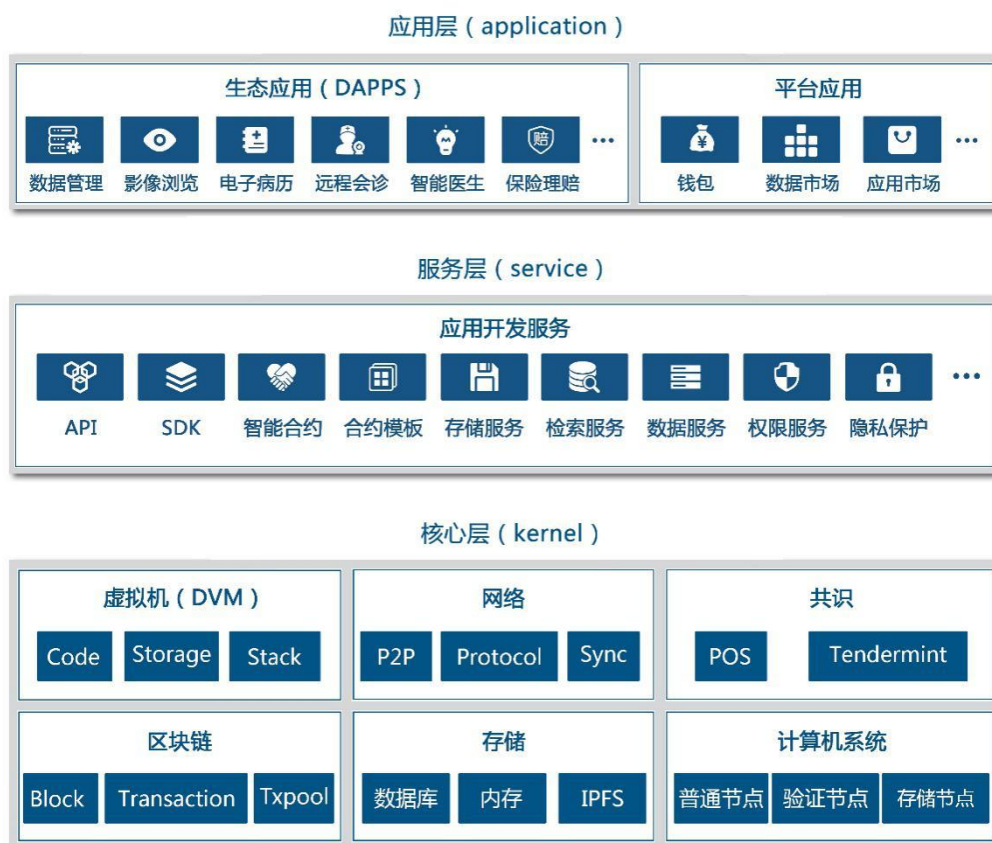 应用层（application）
生态应用（DAPPS） 平台应用
赔 ...
¥ ...
数据管理 影像浏览 电子病历 远程会诊 智能医生 保险理赔 钱包 数据市场 应用市场
服务层（service）
应用开发服务
...
API SDK 智能合约 合约模板 存储服务 检索服务 数据服务 权限服务 隐私保护
核心层（kernel）
虚拟机（DVM） 网络 共识
Code Storage Stack P2P Protocol Sync POS Tendermint
区块链 存储 计算机系统
Block Transaction Txpool 数据库 内存 IPFS 普通节点 验证节点 存储节点